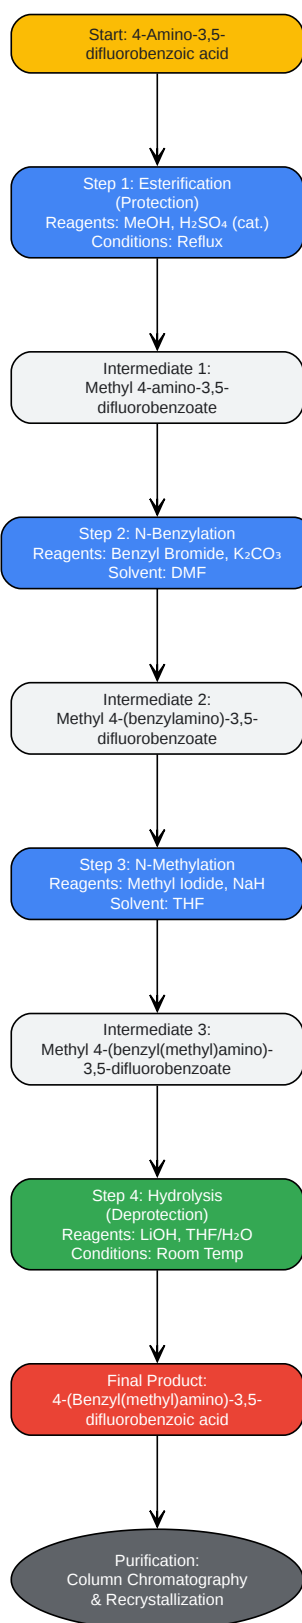 Start: 4-Amino-3,5-
difluorobenzoic acid
Step 1: Esterification
(Protection)
Reagents: MeOH, H₂SO₄ (cat.)
Conditions: Reflux
Intermediate 1:
Methyl 4-amino-3,5-
difluorobenzoate
Step 2: N-Benzylation
Reagents: Benzyl Bromide, K₂CO₃
Solvent: DMF
Intermediate 2:
Methyl 4-(benzylamino)-3,5-
difluorobenzoate
Step 3: N-Methylation
Reagents: Methyl Iodide, NaH
Solvent: THF
Intermediate 3:
Methyl 4-(benzyl(methyl)amino)-
3,5-difluorobenzoate
Step 4: Hydrolysis
(Deprotection)
Reagents: LiOH, THF/H₂O
Conditions: Room Temp
Final Product:
4-(Benzyl(methyl)amino)-3,5-
difluorobenzoic acid
Purification:
Column Chromatography
& Recrystallization